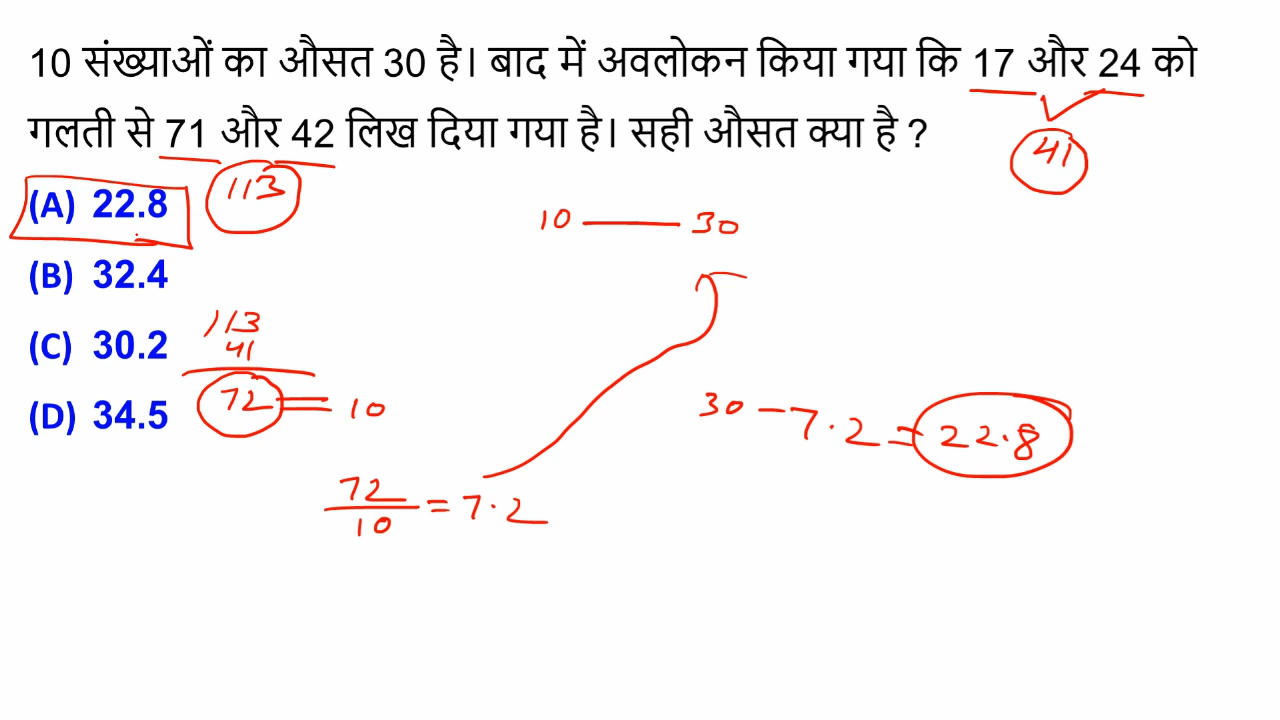 10 संख्याओं का औसत 30 है। बाद में अवलोकन किया गया कि 17 और 24 को
गलती से 71 और 42 लिख दिया गया है। सही औसत क्या है ?
41
(A) 22.8
113
10 — 30
(B) 32.4
(C) 30.2
113
41
72 = 10
(D) 34.5
30 - 7.2 = 22.8
72/10 = 7.2